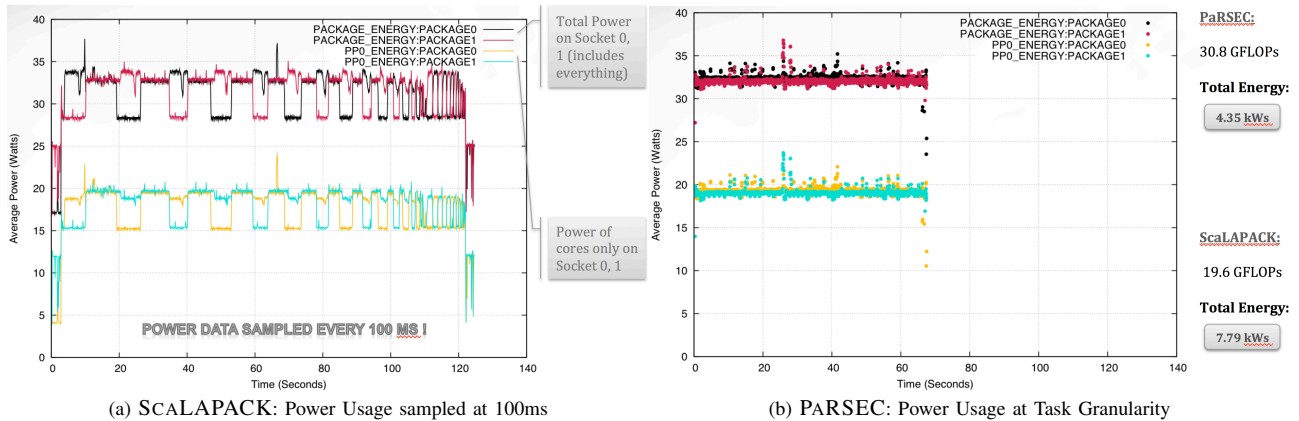 40
35
30
25
20
15
10
5
0
Average Power (Watts)
PACKAGE_ENERGY:PACKAGE0
PACKAGE_ENERGY:PACKAGE1
PP0_ENERGY:PACKAGE0
PP0_ENERGY:PACKAGE1
POWER DATA SAMPLED EVERY 100 MS !
0 20 40 60 80 100 120 140
Time (Seconds)
(a) SCALAPACK: Power Usage sampled at 100ms
Total Power
on Socket 0,
1 (includes
everything)
Power of
cores only on
Socket 0, 1
40
35
30
25
20
15
10
5
0
Average Power (Watts)
PACKAGE_ENERGY:PACKAGE0
PACKAGE_ENERGY:PACKAGE1
PP0_ENERGY:PACKAGE0
PP0_ENERGY:PACKAGE1
0 20 40 60 80 100 120 140
Time (Seconds)
(b) PARSEC: Power Usage at Task Granularity
PaRSEC:
30.8 GFLOPs
Total Energy:
4.35 kWs
ScaLAPACK:
19.6 GFLOPs
Total Energy:
7.79 kWs